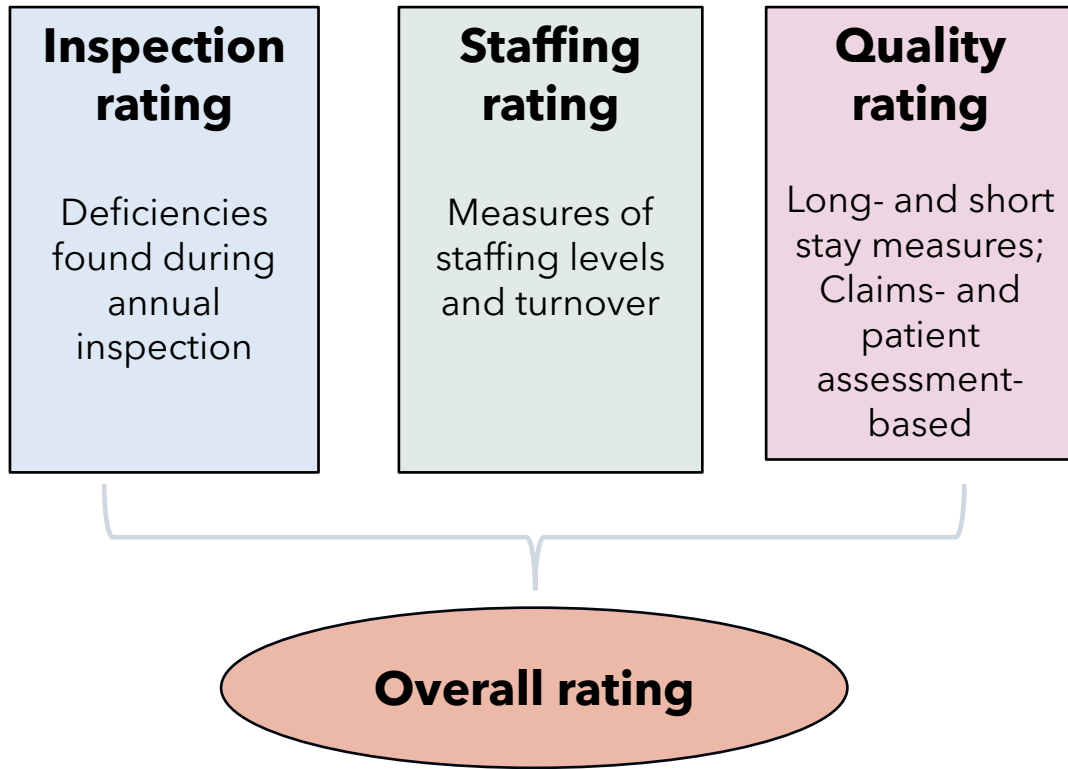 Inspection
rating
Deficiencies
found during
annual
inspection
Staffing
rating
Measures of
staffing levels
and turnover
Quality
rating
Long- and short
stay measures;
Claims- and
patient
assessment-
based
Overall rating